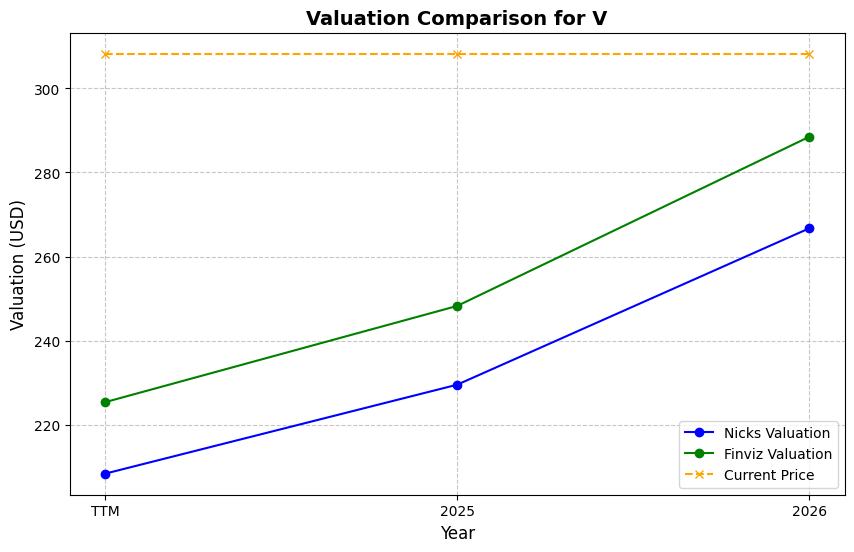 Valuation Comparison for V
Valuation (USD)
300
280
260
240
220
TTM
2025
2026
Year
Nicks Valuation
Finviz Valuation
Current Price